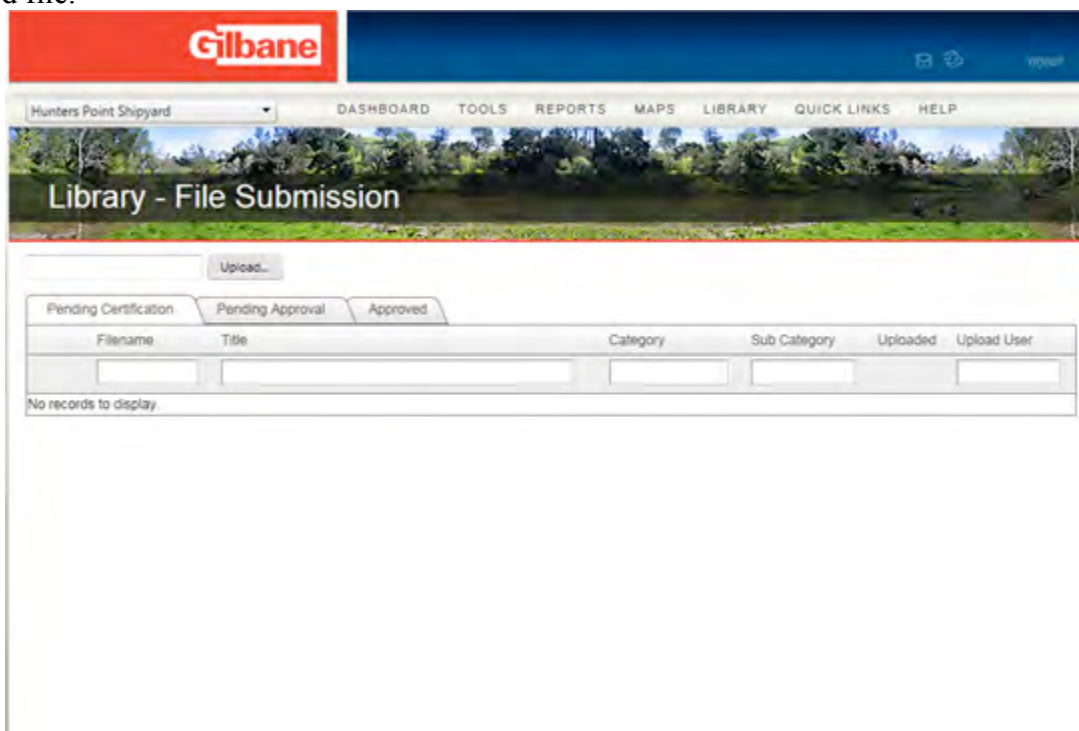 Gilbane
Hunters Point Shipyard DASHBOARD TOOLS REPORTS MAPS LIBRARY QUICK LINKS HELP
Library - File Submission
Upload...
Pending Certification Pending Approval Approved
Filename Title Category Sub Category Uploaded Upload User
No records to display.